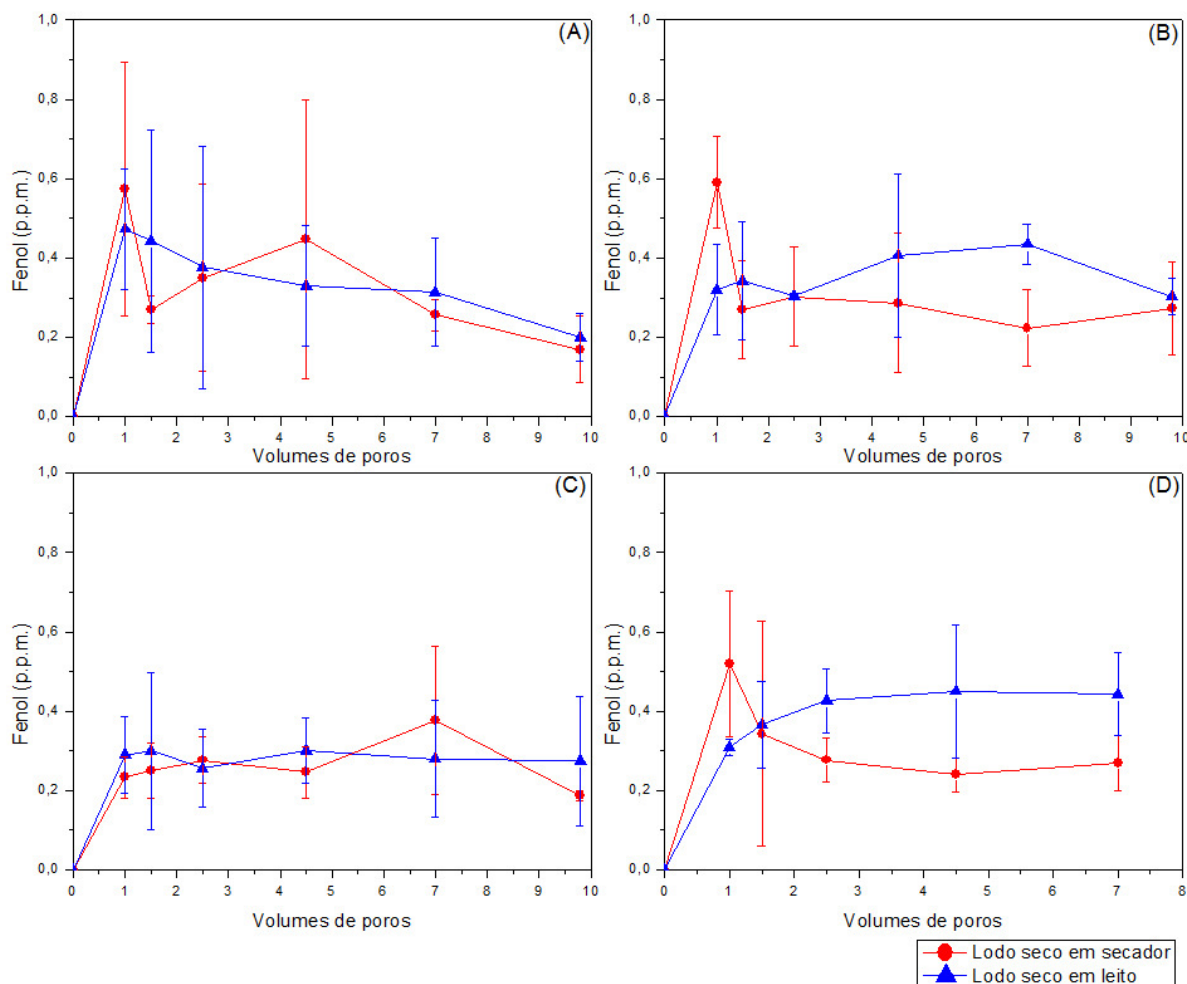 (A)
Fenol (p.p.m.)
1,0
0,8
0,6
0,4
0,2
0,0
0 1 2 3 4 5 6 7 8 9 10
Volumes de poros
(B)
Fenol (p.p.m.)
1,0
0,8
0,6
0,4
0,2
0,0
0 1 2 3 4 5 6 7 8 9 10
Volumes de poros
(C)
Fenol (p.p.m.)
1,0
0,8
0,6
0,4
0,2
0,0
0 1 2 3 4 5 6 7 8 9 10
Volumes de poros
(D)
Fenol (p.p.m.)
1,0
0,8
0,6
0,4
0,2
0,0
0 1 2 3 4 5 6 7 8
Volumes de poros
Lodo seco em secador
Lodo seco em leito